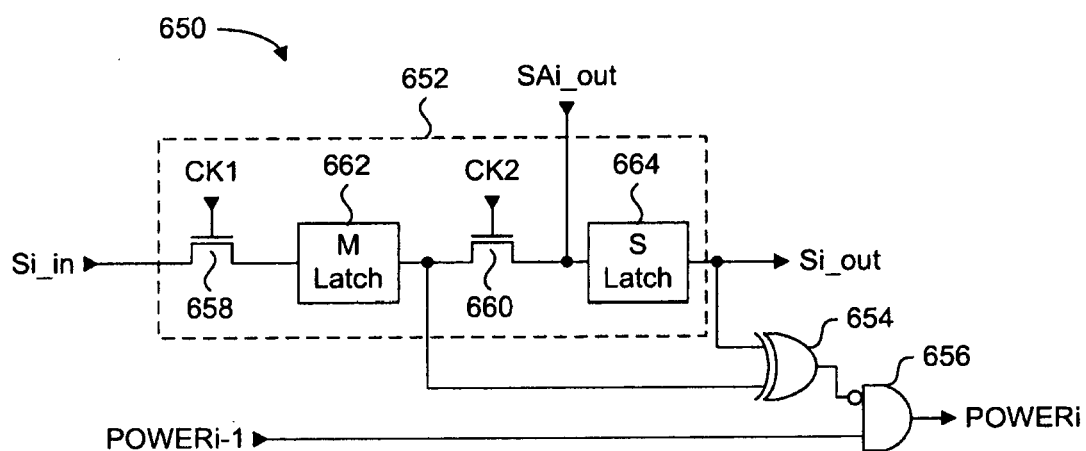 650
652
SAi_out
CK1
662
CK2
664
Si_in
M
Latch
S
Latch
Si_out
658
660
654
656
POWERi-1
POWERi